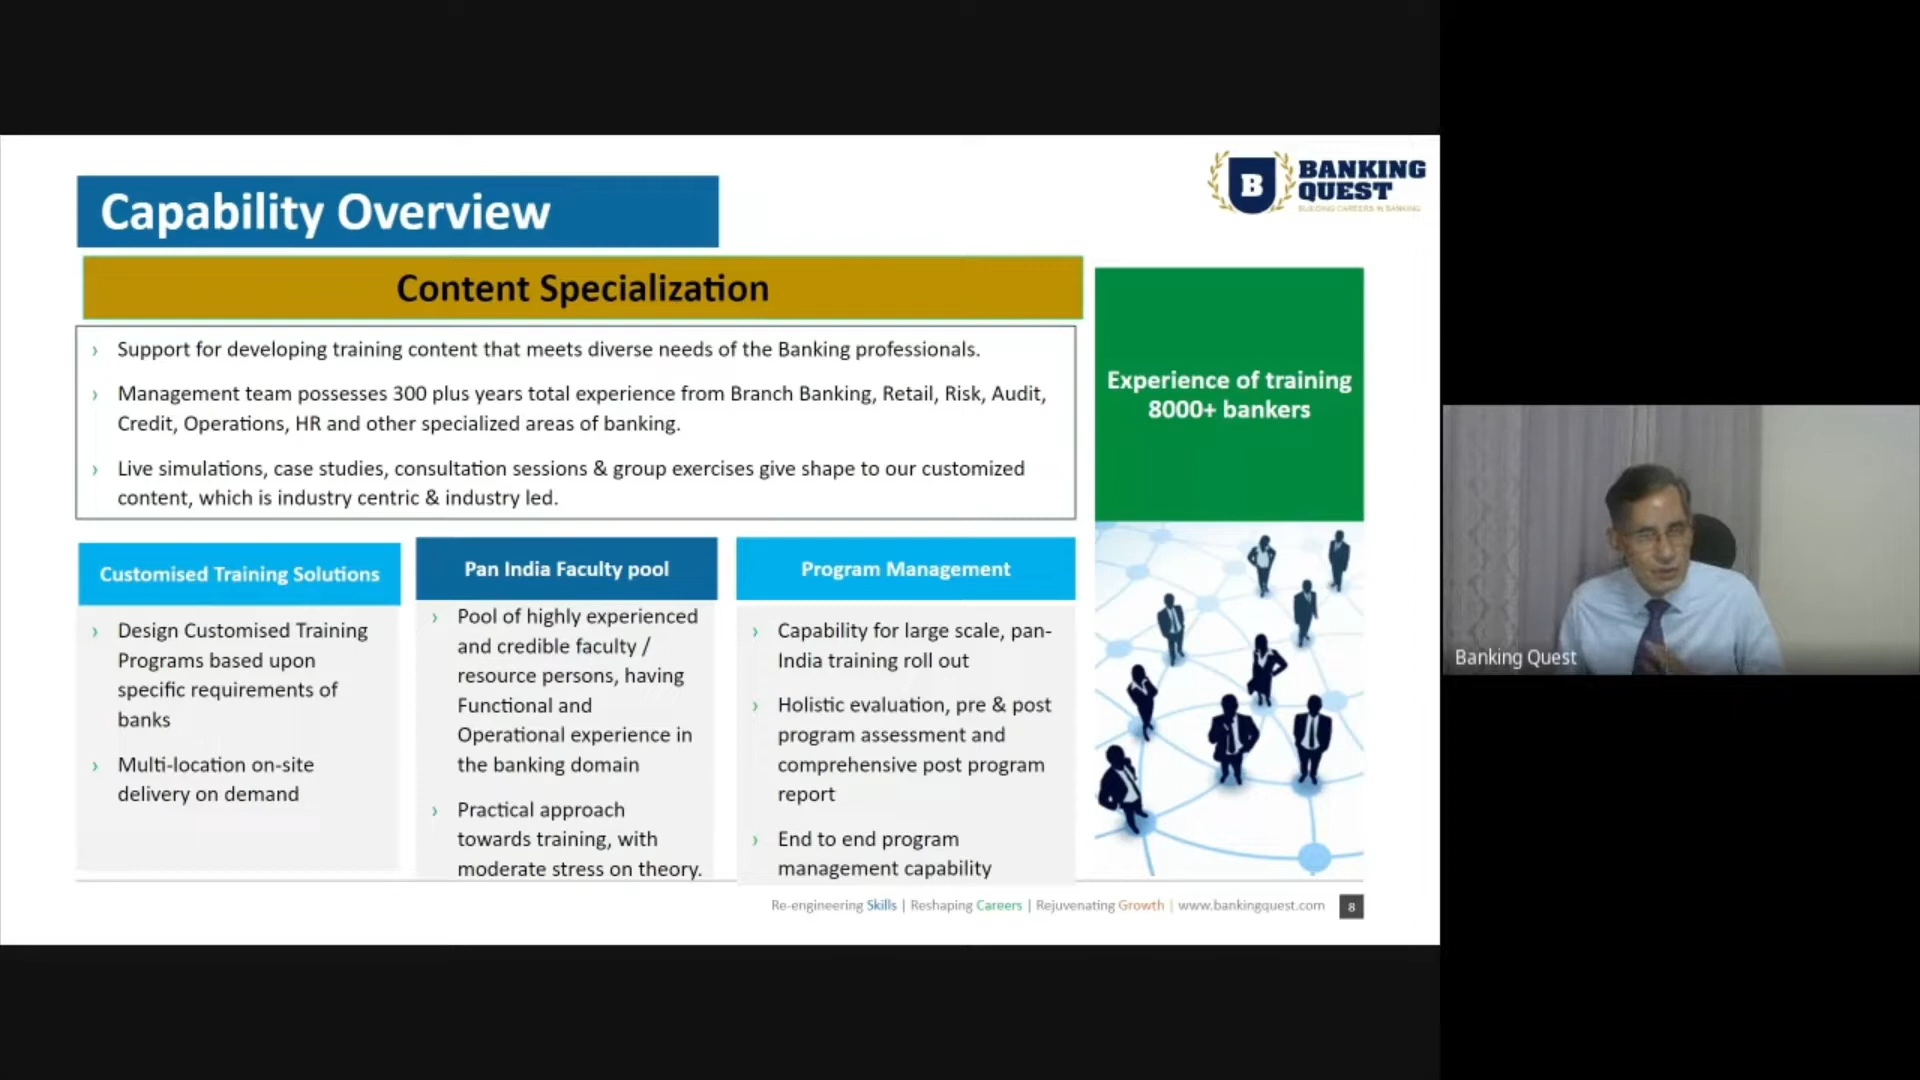 BANKING
QUEST
BUILDING CAREERS IN BANKING
B
Capability Overview
Content Specialization
› Support for developing training content that meets diverse needs of the Banking professionals.
› Management team possesses 300 plus years total experience from Branch Banking, Retail, Risk, Audit,
Credit, Operations, HR and other specialized areas of banking.
› Live simulations, case studies, consultation sessions & group exercises give shape to our customized
content, which is industry centric & industry led.
Experience of training
8000+ bankers
Customised Training Solutions
› Design Customised Training
Programs based upon
specific requirements of
banks
› Multi-location on-site
delivery on demand
Pan India Faculty pool
› Pool of highly experienced
and credible faculty /
resource persons, having
Functional and
Operational experience in
the banking domain
› Practical approach
towards training, with
moderate stress on theory.
Program Management
› Capability for large scale, pan-
India training roll out
› Holistic evaluation, pre & post
program assessment and
comprehensive post program
report
› End to end program
management capability
Re-engineering Skills | Reshaping Careers | Rejuvenating Growth | www.bankingquest.com 8
Banking Quest